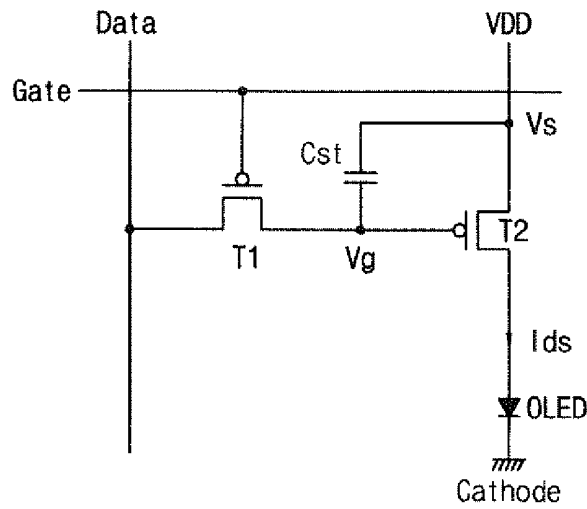 Data
VDD
Gate
Vs
Cst
T1
Vg
T2
Ids
OLED
Cathode